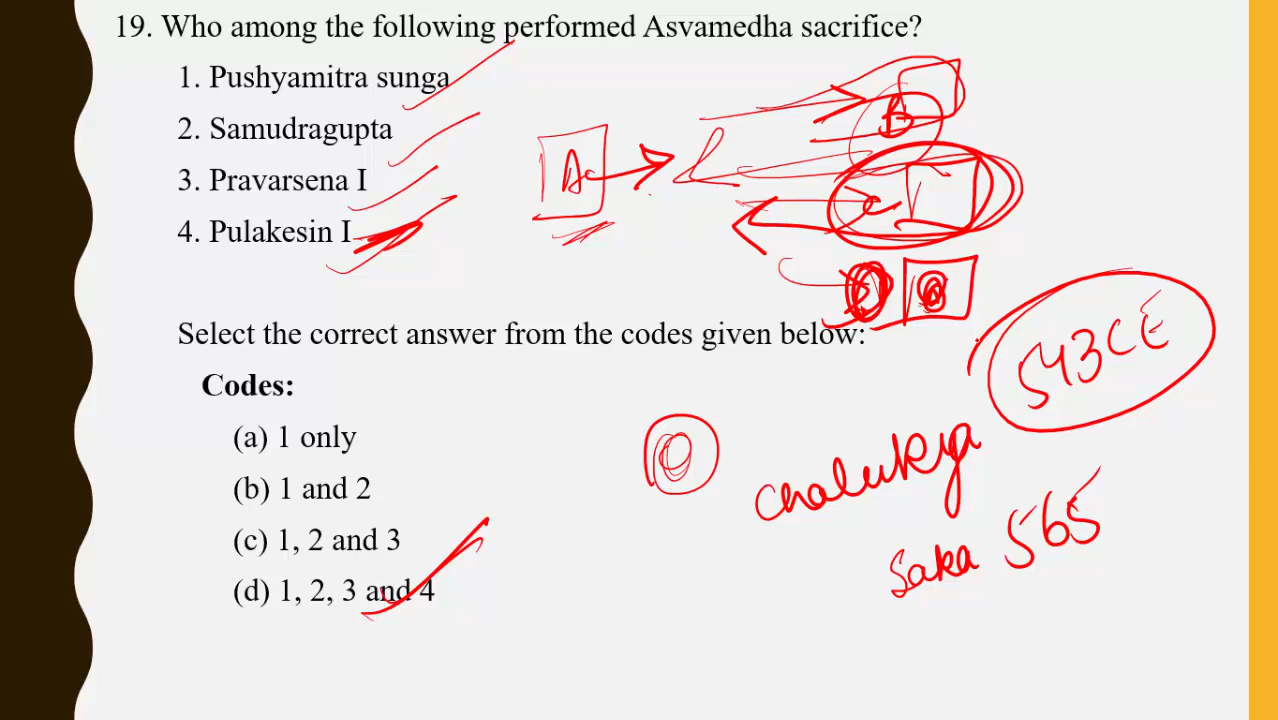 19. Who among the following performed Asvamedha sacrifice?
1. Pushyamitra sunga
2. Samudragupta
3. Pravarsena I
4. Pulakesin I
A
B
C
Select the correct answer from the codes given below:
543CE
Codes:
(a) 1 only
(b) 1 and 2
Chalukya
(c) 1, 2 and 3
Saka 565
(d) 1, 2, 3 and 4